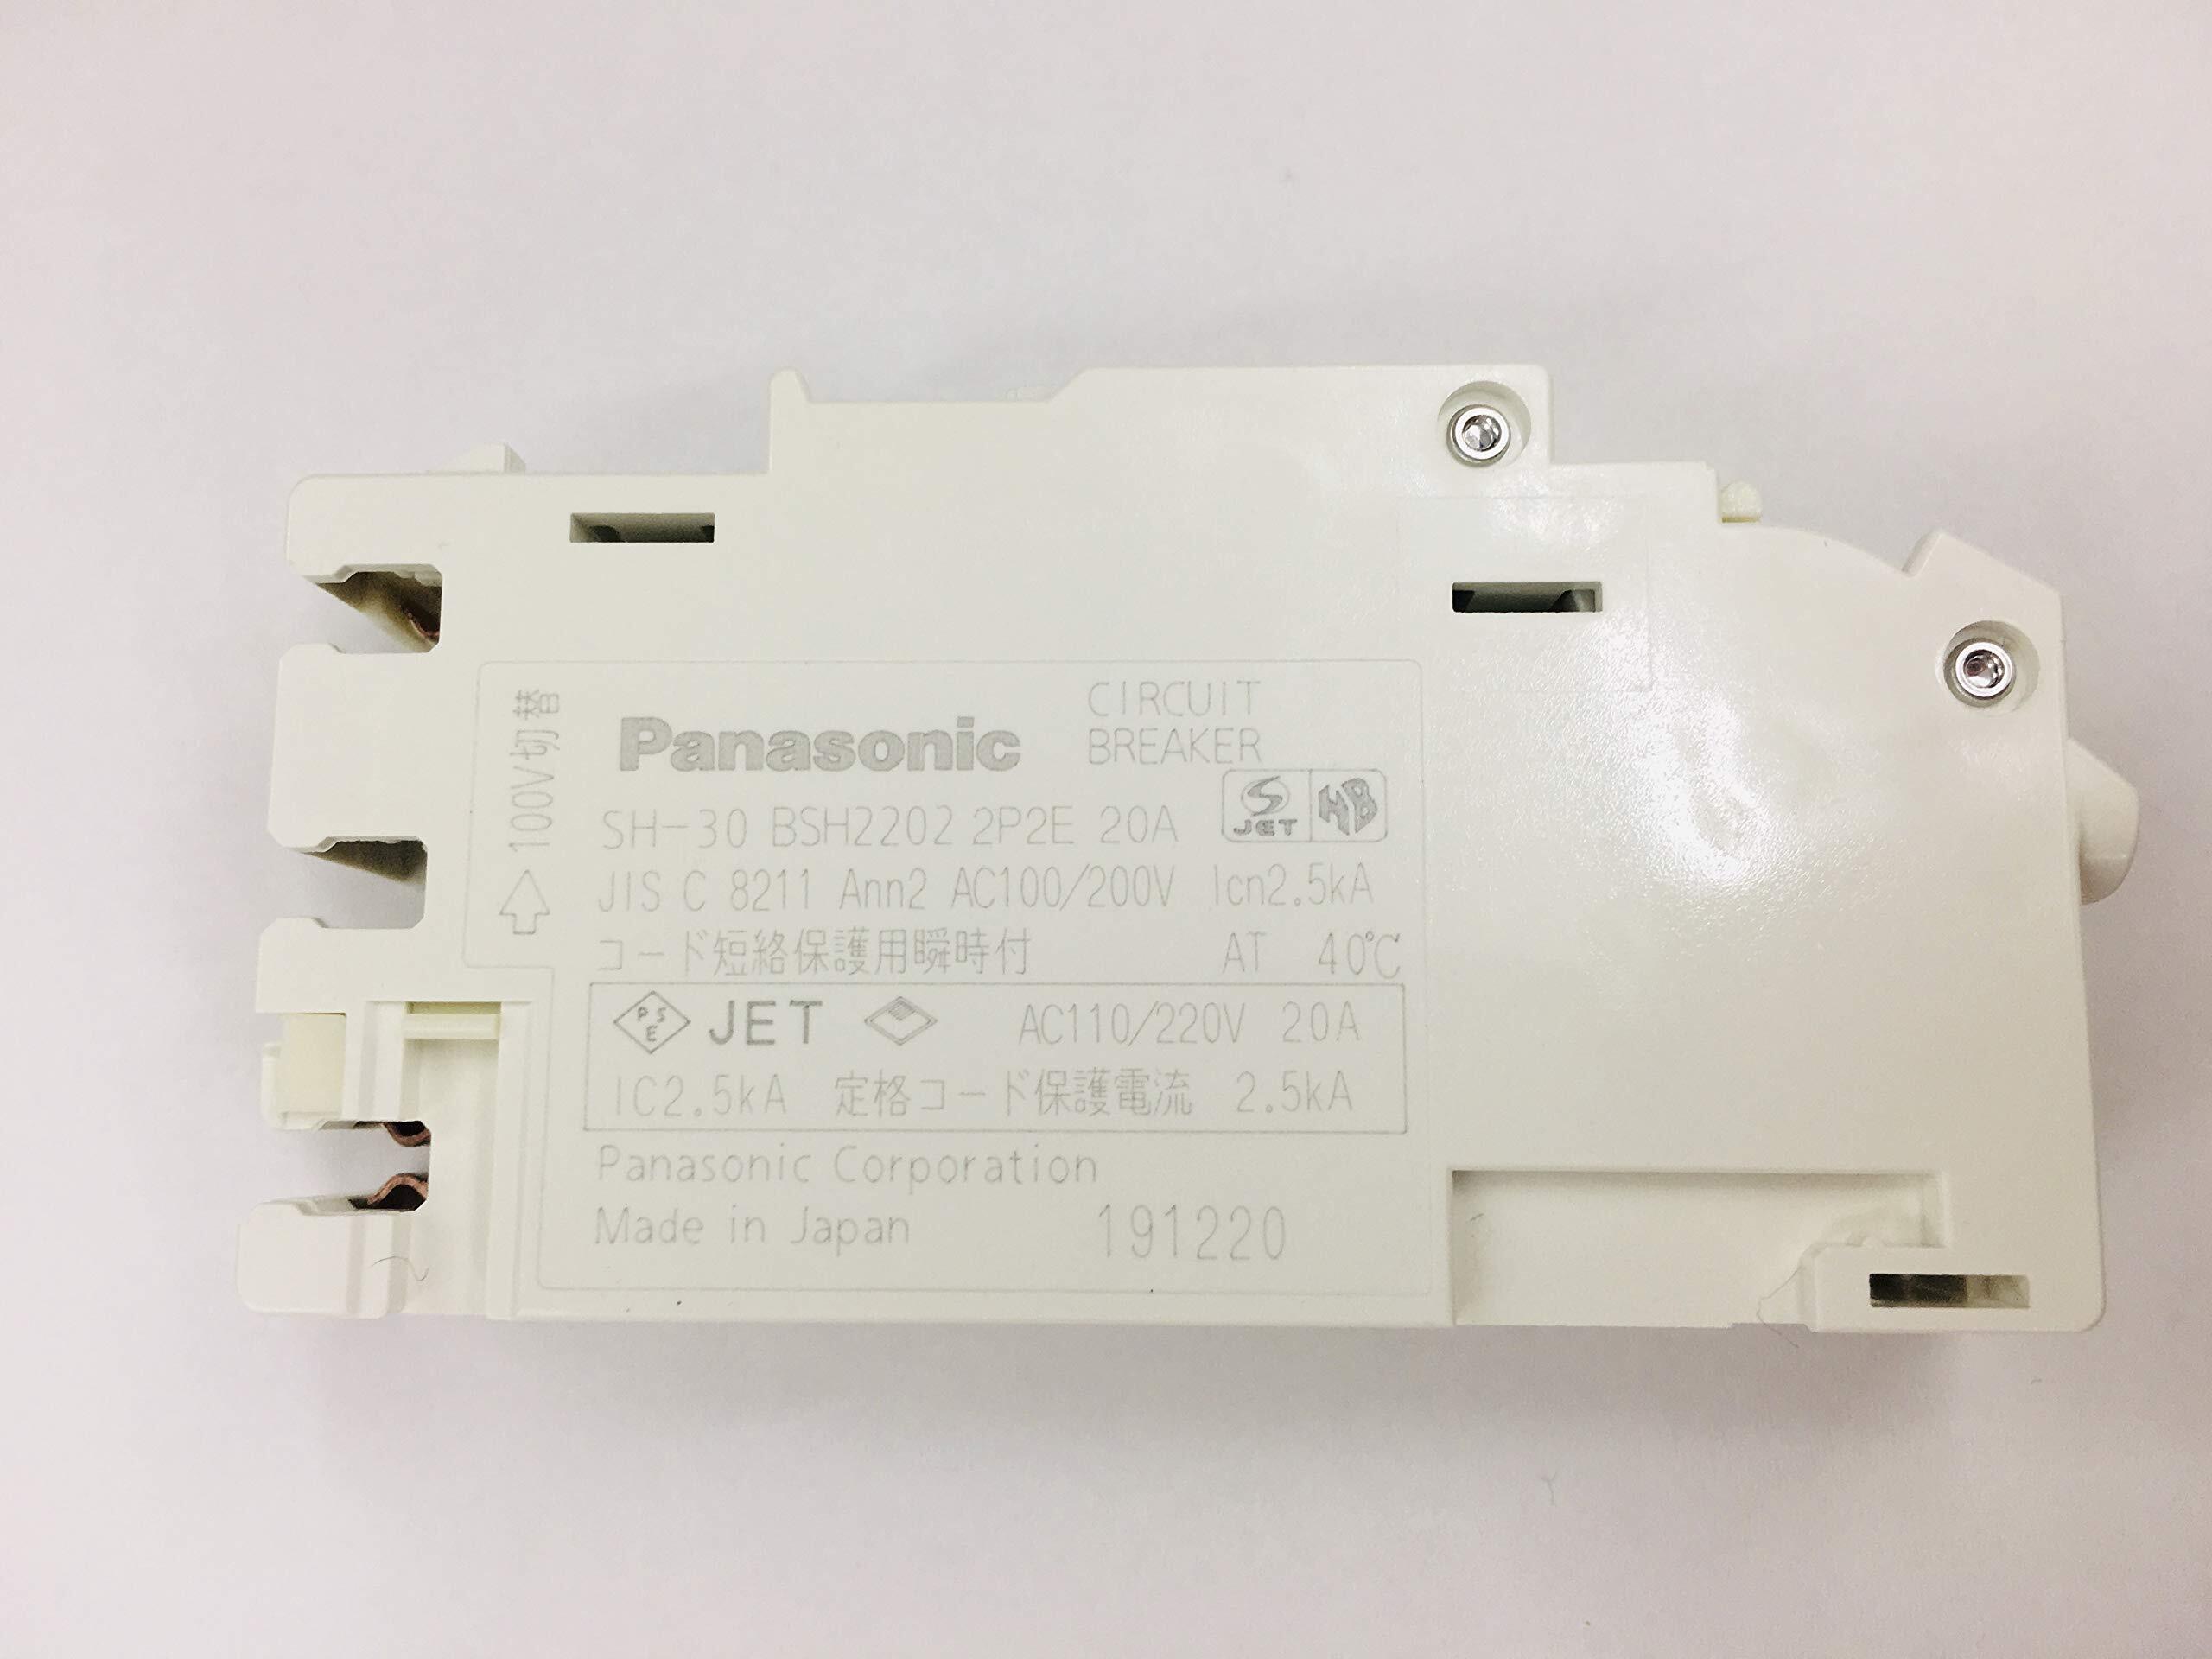 100V切替
Panasonic
CIRCUIT
BREAKER
SH-30 BSH2202 2P2E 20A
S JET HB
JIS C 8211 Ann2 AC100/200V Icn2.5kA
コード短絡保護用瞬時付 AT 40℃
PSE JET AC110/220V 20A
IC2.5kA 定格コード保護電流 2.5kA
Panasonic Corporation
Made in Japan 191220